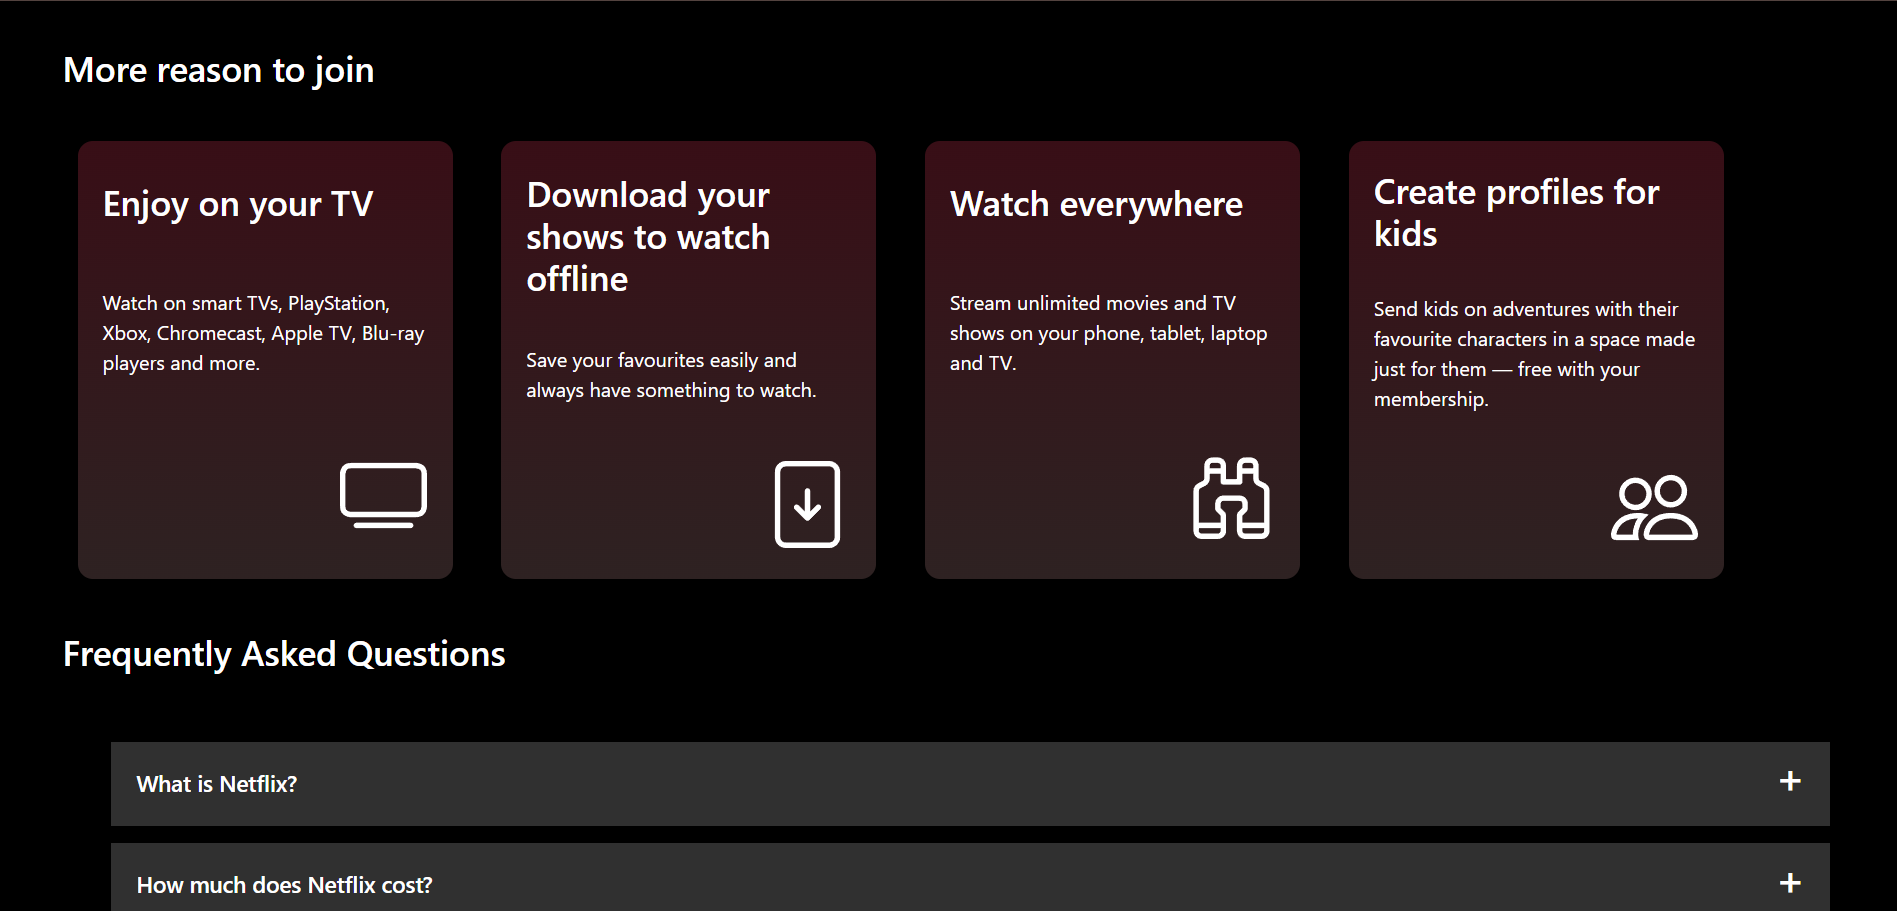 More reason to join
Enjoy on your TV
Watch on smart TVs, PlayStation,
Xbox, Chromecast, Apple TV, Blu-ray
players and more.
Download your
shows to watch
offline
Save your favourites easily and
always have something to watch.
Watch everywhere
Stream unlimited movies and TV
shows on your phone, tablet, laptop
and TV.
Create profiles for
kids
Send kids on adventures with their
favourite characters in a space made
just for them — free with your
membership.
Frequently Asked Questions
What is Netflix?
How much does Netflix cost?